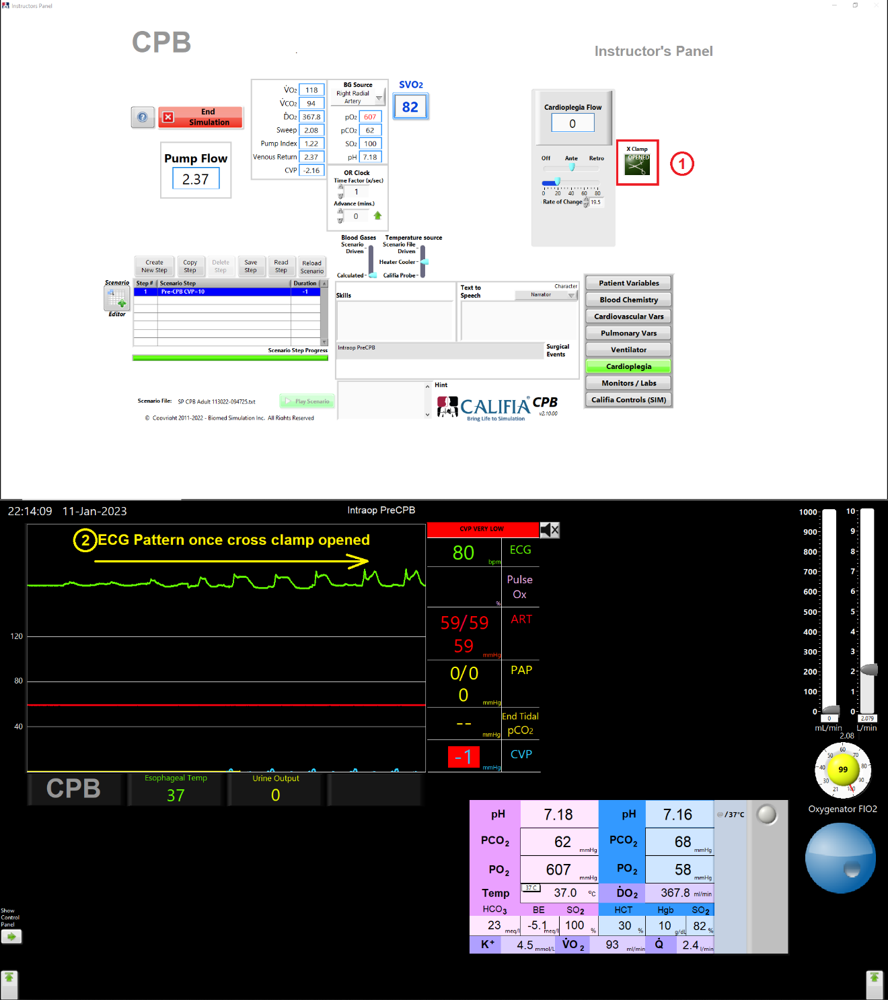 Instructors Panel
CPB
Instructor's Panel
V̇O2 118
V̇CO2 94
ḊO2 367.8
Sweep 2.08
Pump Index 1.22
Venous Return 2.37
CVP -2.16
BG Source
Right Radial
Artery
pO2 607
pCO2 62
SO2 100
pH 7.18
SVO2
82
End
Simulation
Pump Flow
2.37
OR Clock
Time Factor (x/sec)
1
Advance (mins.)
0
Cardioplegia Flow
0
Off Ante Retro
0 20 40 60 80
Rate of Change 19.5
X Clamp
OPENED
1
Blood Gases
Scenario
Driven
Calculated
Temperature source
Scenario File
Driven
Heater Cooler
Califia Probe
Create
New Step
Copy
Step
Delete
Step
Save
Step
Read
Step
Reload
Scenario
Scenario
Editor
Step # Scenario Step Duration
1 Pre-CPB CVP=10 -1
Scenario Step Progress
Skills
Text to
Speech
Character
Narrator
Intraop PreCPB
Surgical
Events
Patient Variables
Blood Chemistry
Cardiovascular Vars
Pulmonary Vars
Ventilator
Cardioplegia
Monitors / Labs
Califia Controls (SIM)
Scenario File: SP CPB Adult 113022-094725.txt
Play Scenario
Hint
CALIFIA® CPB
v2.10.00
Bring Life to Simulation
© Copyright 2011-2022 - Biomed Simulation Inc. All Rights Reserved
22:14:09 11-Jan-2023
Intraop PreCPB
2 ECG Pattern once cross clamp opened
120
80
40
CVP VERY LOW
80 bpm ECG
% Pulse
Ox
59/59 ART
59 mmHg
0/0 PAP
0 mmHg
-- mmHg End Tidal
pCO2
-1 mmHg CVP
CPB
Esophageal Temp
37
Urine Output
0
1000
900
800
700
600
500
400
300
200
100
0
0
mL/min
10
9
8
7
6
5
4
3
2
1
0
2.079
L/min
2.08
21 30 40 50 60 70 80 90 100
99
Oxygenator FIO2
pH 7.18 pH 7.16 @/37°C
PCO2 62 mmHg PCO2 68 mmHg
PO2 607 mmHg PO2 58 mmHg
Temp 37 C 37.0 ºC ḊO2 367.8 ml/min
HCO3 BE SO2 HCT Hgb SO2
23 meq/l -5.1 meq/l 100 % 30 % 10 g/dL 82 %
K+ 4.5 mmol/L V̇O2 93 ml/min Q̇ 2.4 l/min
Show
Control
Panel